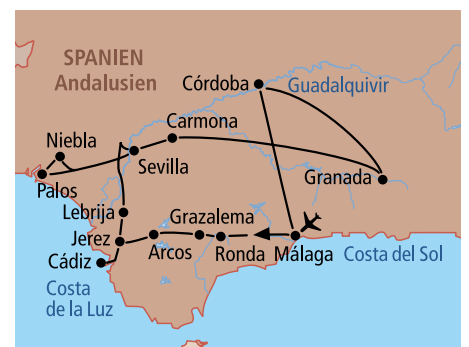 SPANIEN
Andalusien
Córdoba
Guadalquivir
Carmona
Niebla
Sevilla
Palos
Granada
Lebrija
Grazalema
Jerez
Arcos
Ronda
Málaga
Costa del Sol
Cádiz
Costa
de la Luz